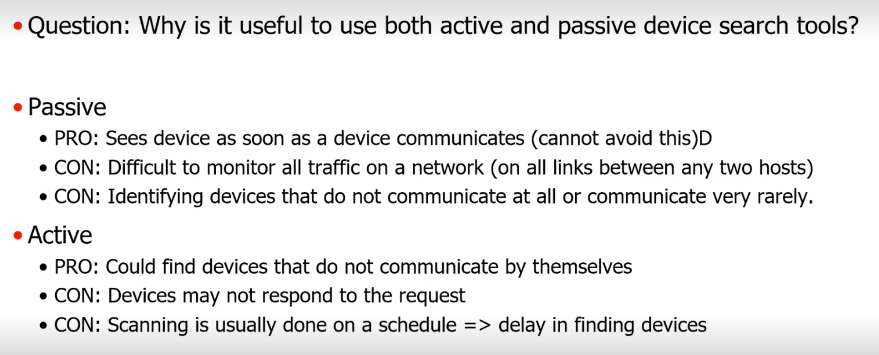 • Question: Why is it useful to use both active and passive device search tools?
• Passive
• PRO: Sees device as soon as a device communicates (cannot avoid this)D
• CON: Difficult to monitor all traffic on a network (on all links between any two hosts)
• CON: Identifying devices that do not communicate at all or communicate very rarely.
• Active
• PRO: Could find devices that do not communicate by themselves
• CON: Devices may not respond to the request
• CON: Scanning is usually done on a schedule => delay in finding devices